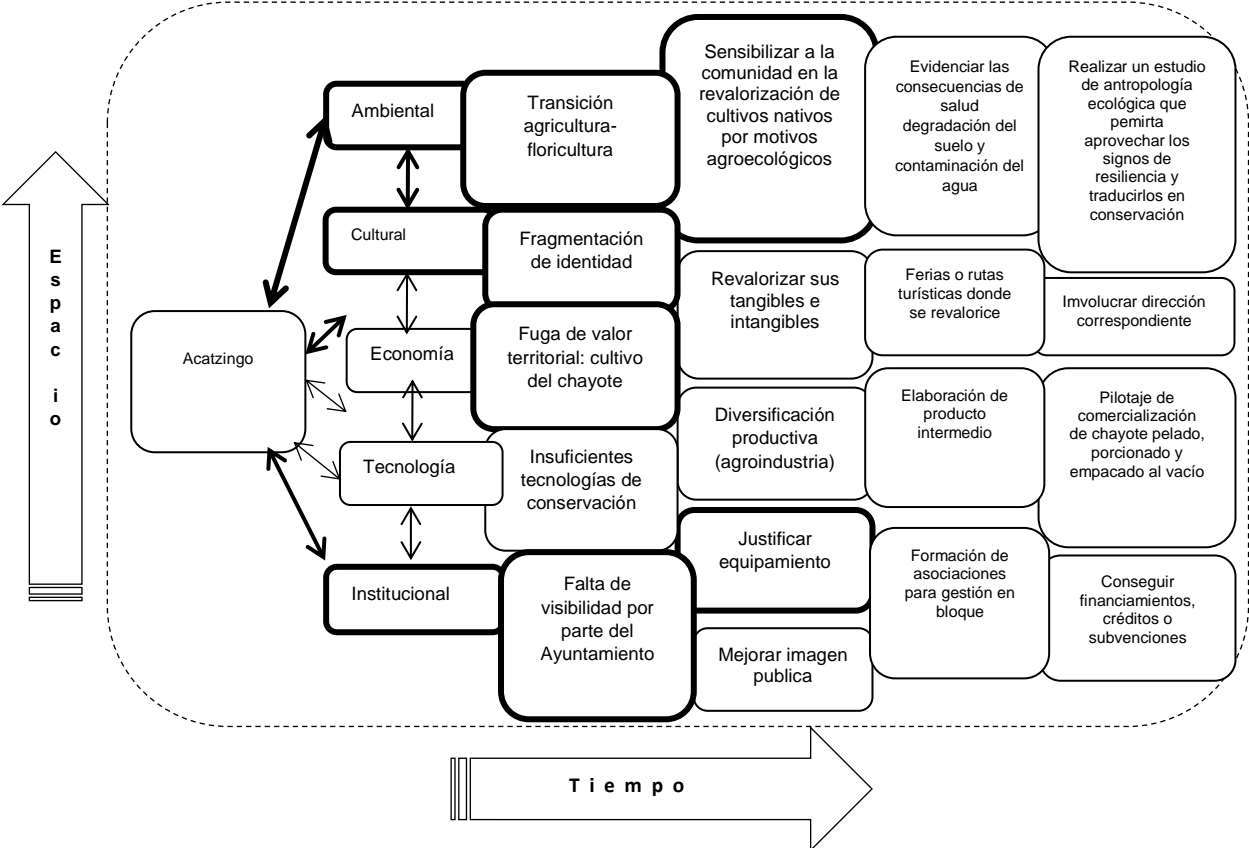 Espac io
Acatzingo
Ambiental
Cultural
Economía
Tecnología
Institucional
Transición
agricultura-
floricultura
Fragmentación
de identidad
Fuga de valor
territorial: cultivo
del chayote
Insuficientes
tecnologías de
conservación
Falta de
visibilidad por
parte del
Ayuntamiento
Sensibilizar a la
comunidad en la
revalorización de
cultivos nativos
por motivos
agroecológicos
Revalorizar sus
tangibles e
intangibles
Diversificación
productiva
(agroindustria)
Justificar
equipamiento
Mejorar imagen
publica
Evidenciar las
consecuencias de
salud
degradación del
suelo y
contaminación del
agua
Ferias o rutas
turísticas donde
se revalorice
Elaboración de
producto
intermedio
Formación de
asociaciones
para gestión en
bloque
Realizar un estudio
de antropología
ecológica que
pemirta
aprovechar los
signos de
resiliencia y
traducirlos en
conservación
Imvolucrar dirección
correspondiente
Pilotaje de
comercialización
de chayote pelado,
porcionado y
empacado al vacío
Conseguir
financiamientos,
créditos o
subvenciones
Tiempo